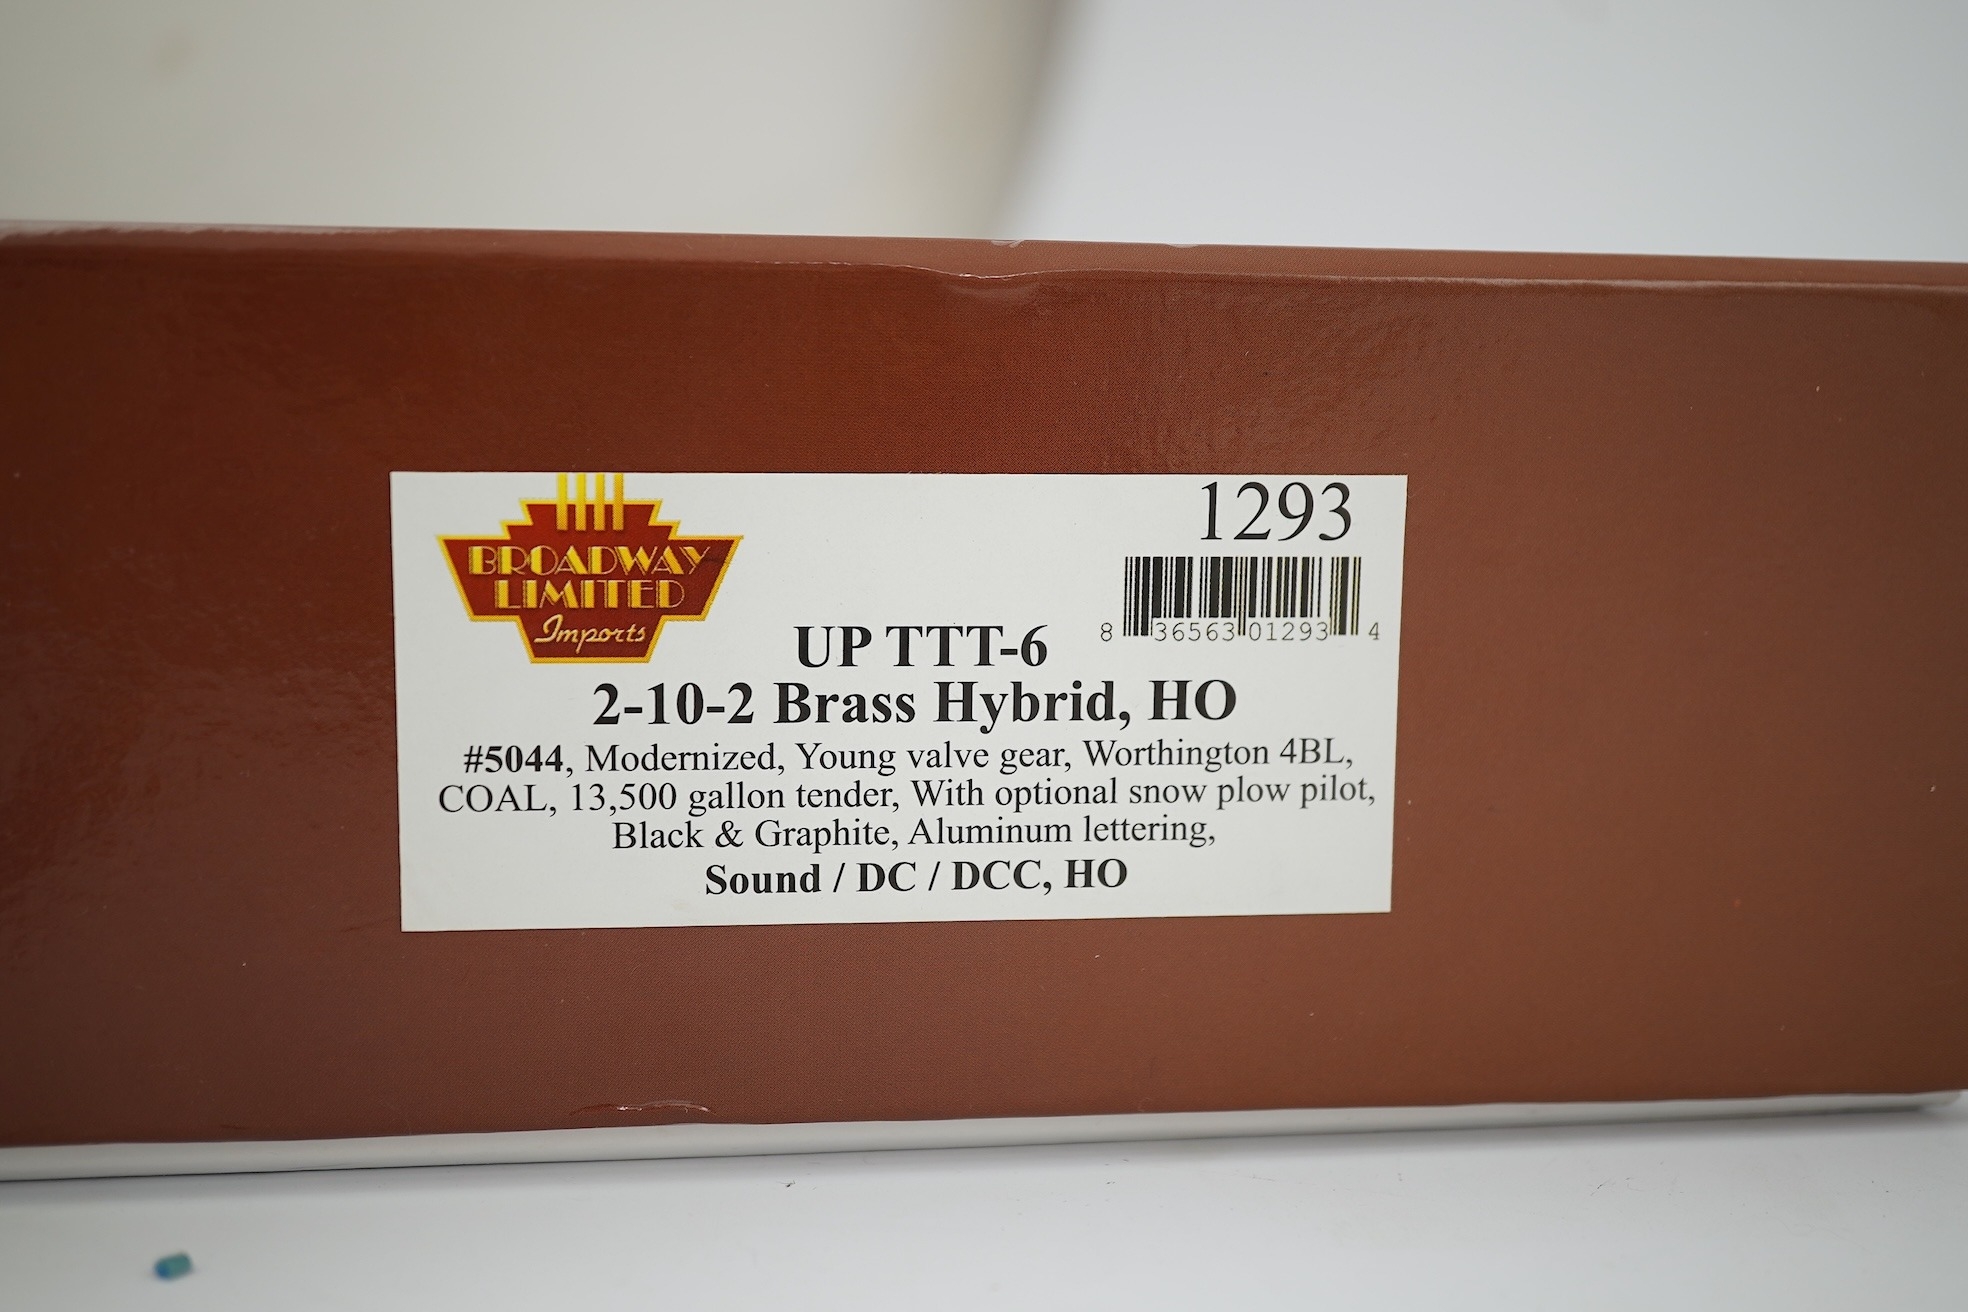 BROADWAY
LIMITED
Imports
1293
8 36563 01293 4
UP TTT-6
2-10-2 Brass Hybrid, HO
#5044, Modernized, Young valve gear, Worthington 4BL,
COAL, 13,500 gallon tender, With optional snow plow pilot,
Black & Graphite, Aluminum lettering,
Sound / DC / DCC, HO